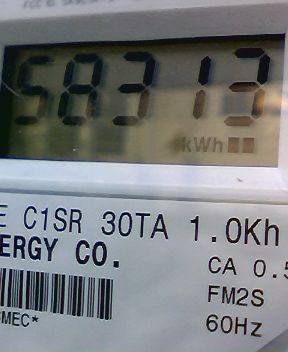 58313
kWh
E C1SR 30TA 1.0Kh
ERGY CO.
CA 0.5
FM2S
60Hz
MEC*